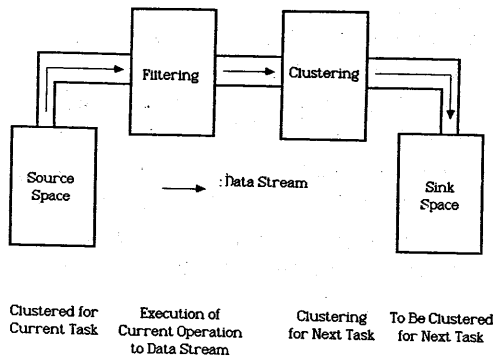 Filtering
Clustering
Source
Space
: Data Stream
Sink
Space
Clustered for
Current Task
Execution of
Current Operation
to Data Stream
Clustering
for Next Task
To Be Clustered
for Next Task